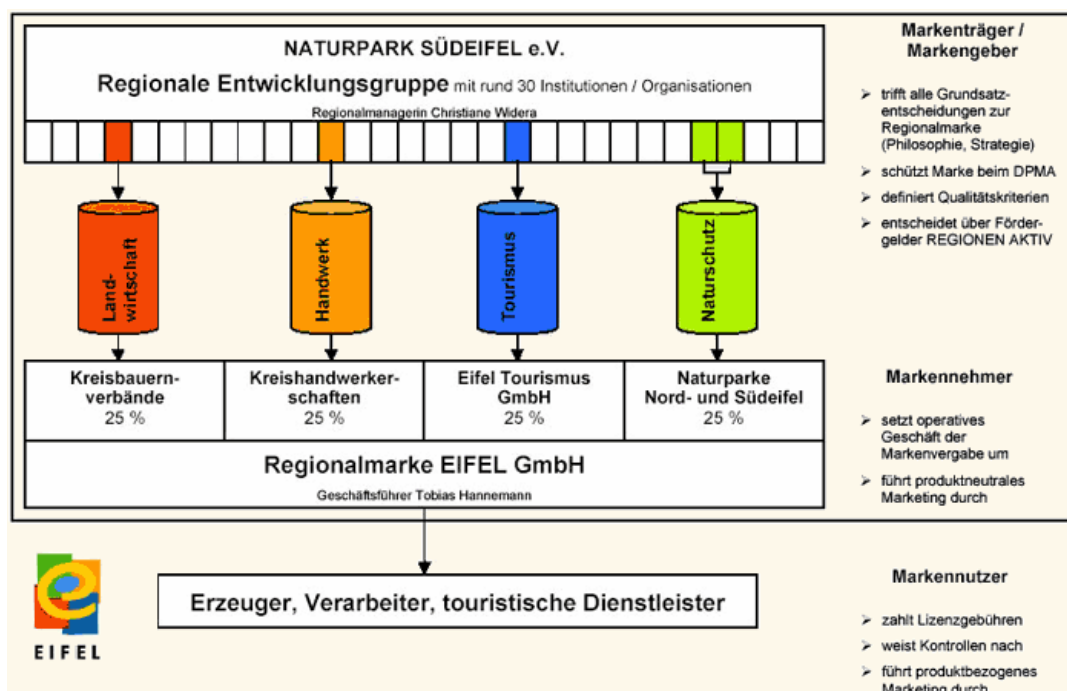 NATURPARK SÜDEIFEL e.V.
Regionale Entwicklungsgruppe mit rund 30 Institutionen / Organisationen
Regionalmanagerin Christiane Widera
Markenträger /
Markengeber
➢ trifft alle Grundsatz-
entscheidungen zur
Regionalmarke
(Philosophie, Strategie)
➢ schützt Marke beim DPMA
➢ definiert Qualitätskriterien
➢ entscheidet über Förder-
gelder REGIONEN AKTIV
Land-
wirtschaft
Handwerk
Tourismus
Naturschutz
Kreisbauern-
verbände
25 %
Kreishandwerker-
schaften
25 %
Eifel Tourismus
GmbH
25 %
Naturparke
Nord- und Südeifel
25 %
Regionalmarke EIFEL GmbH
Geschäftsführer Tobias Hannemann
Markennehmer
➢ setzt operatives
Geschäft der
Markenvergabe um
➢ führt produktneutrales
Marketing durch
e
EIFEL
Erzeuger, Verarbeiter, touristische Dienstleister
Markennutzer
➢ zahlt Lizenzgebühren
➢ weist Kontrollen nach
➢ führt produktbezogenes
Marketing durch